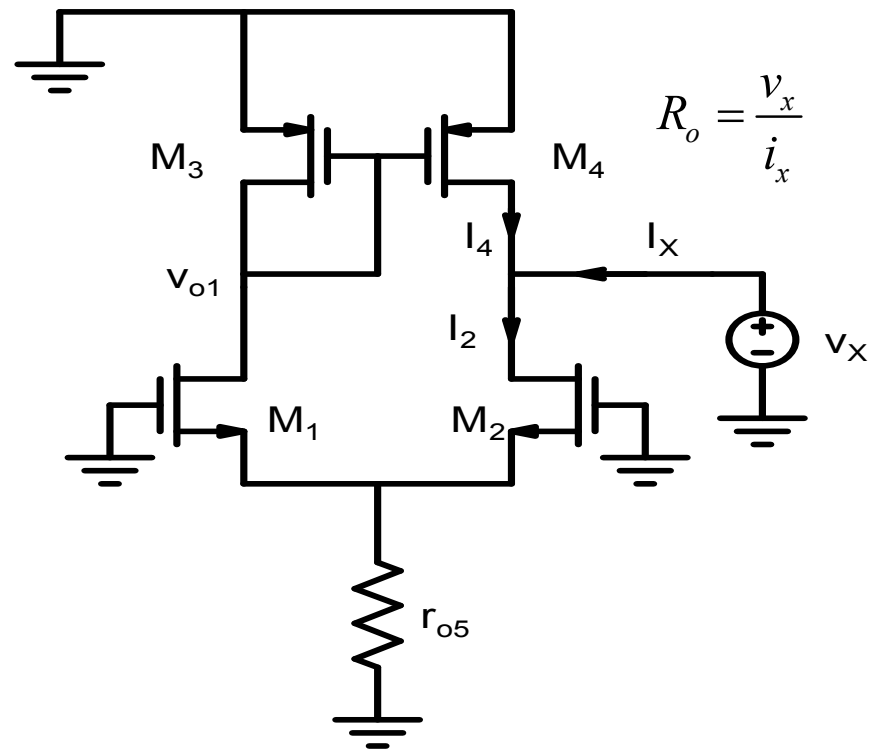 R_o = v_x / i_x
M_3
M_4
I_4
I_X
v_o1
I_2
v_X
M_1
M_2
r_o5